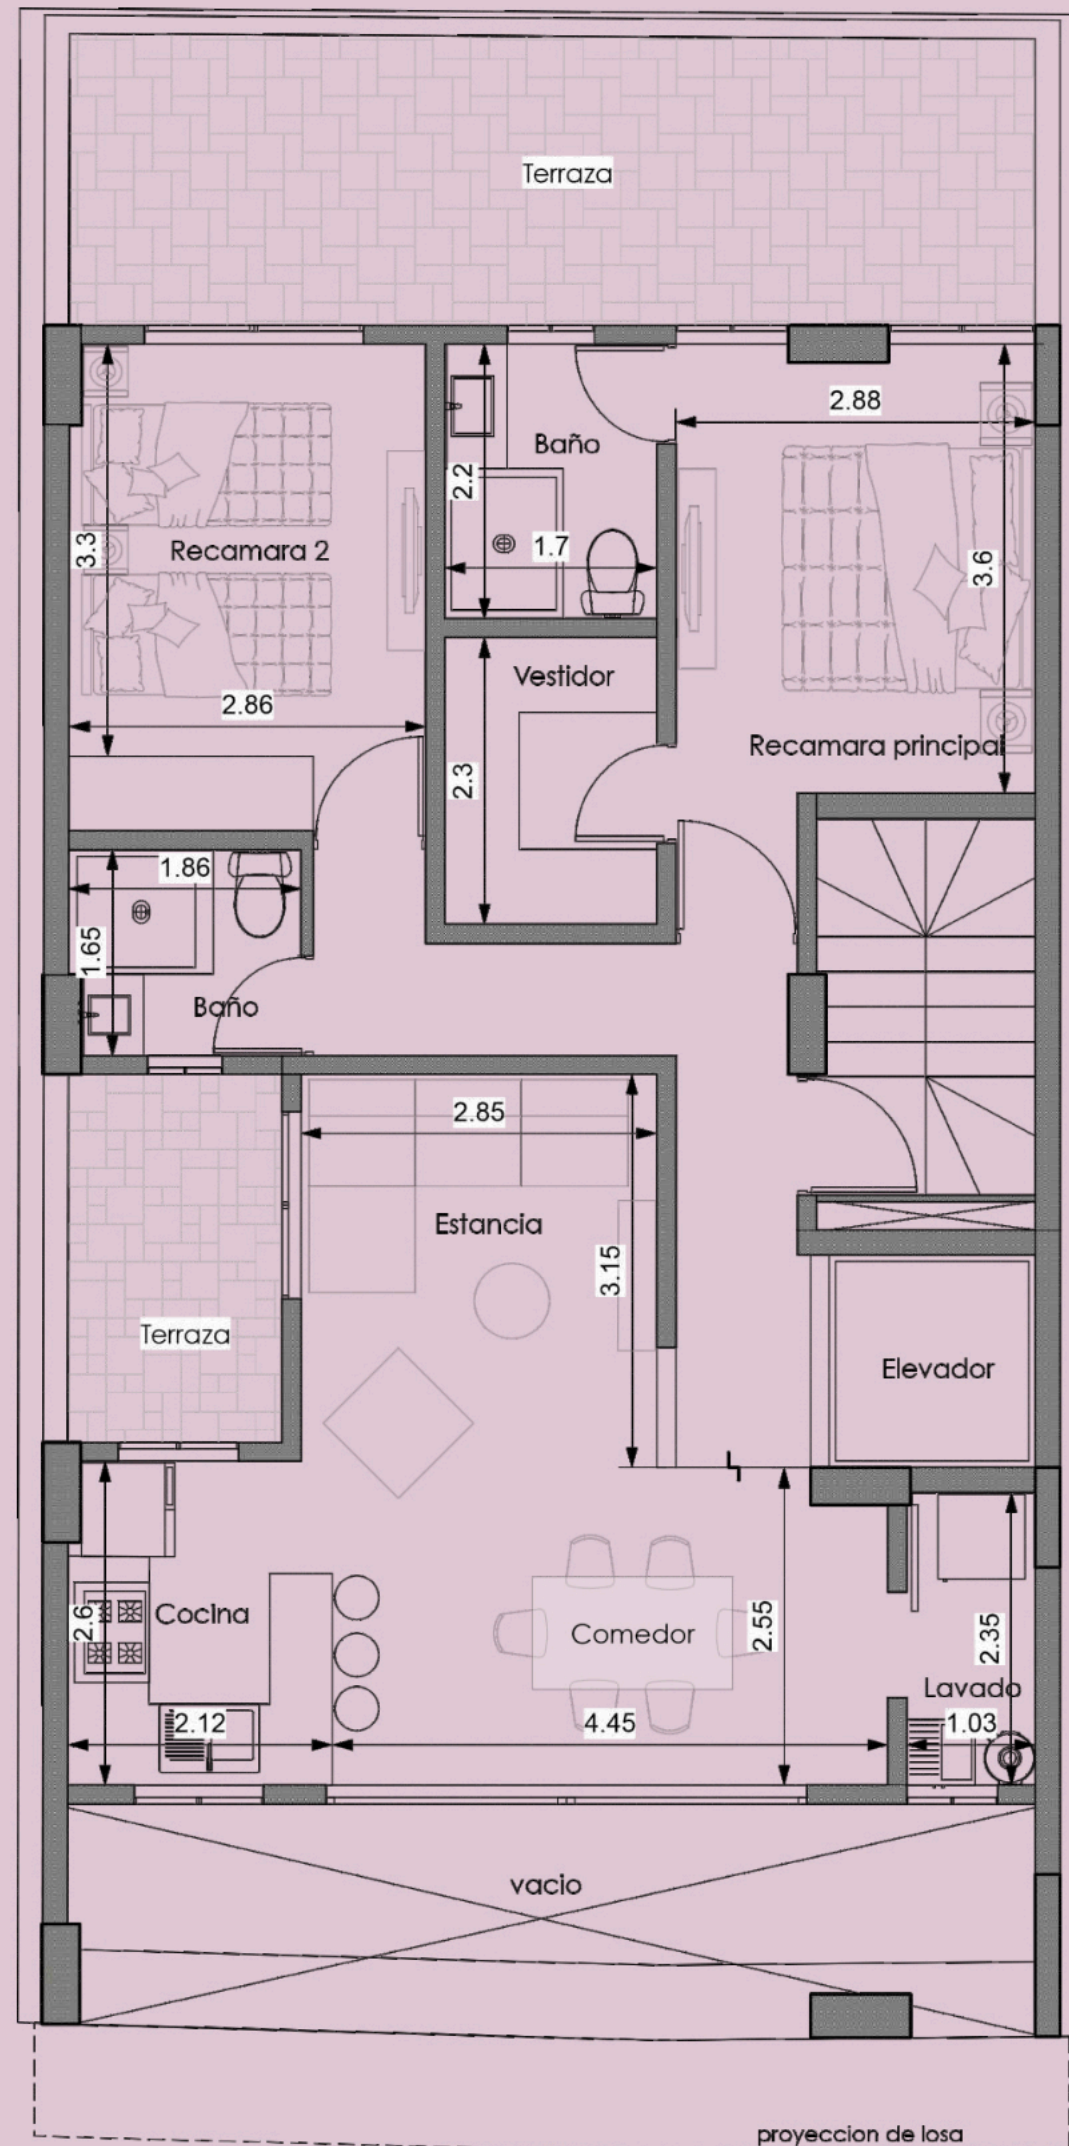 Terraza
2.88
Baño
2.2
3.3
Recamara 2
1.7
3.6
Vestidor
2.86
Recamara principal
2.3
1.86
1.65
Baño
2.85
Estancia
3.15
Terraza
Elevador
2.6
Cocina
Comedor
2.55
2.35
Lavado
2.12
4.45
1.03
vacio
proyeccion de losa